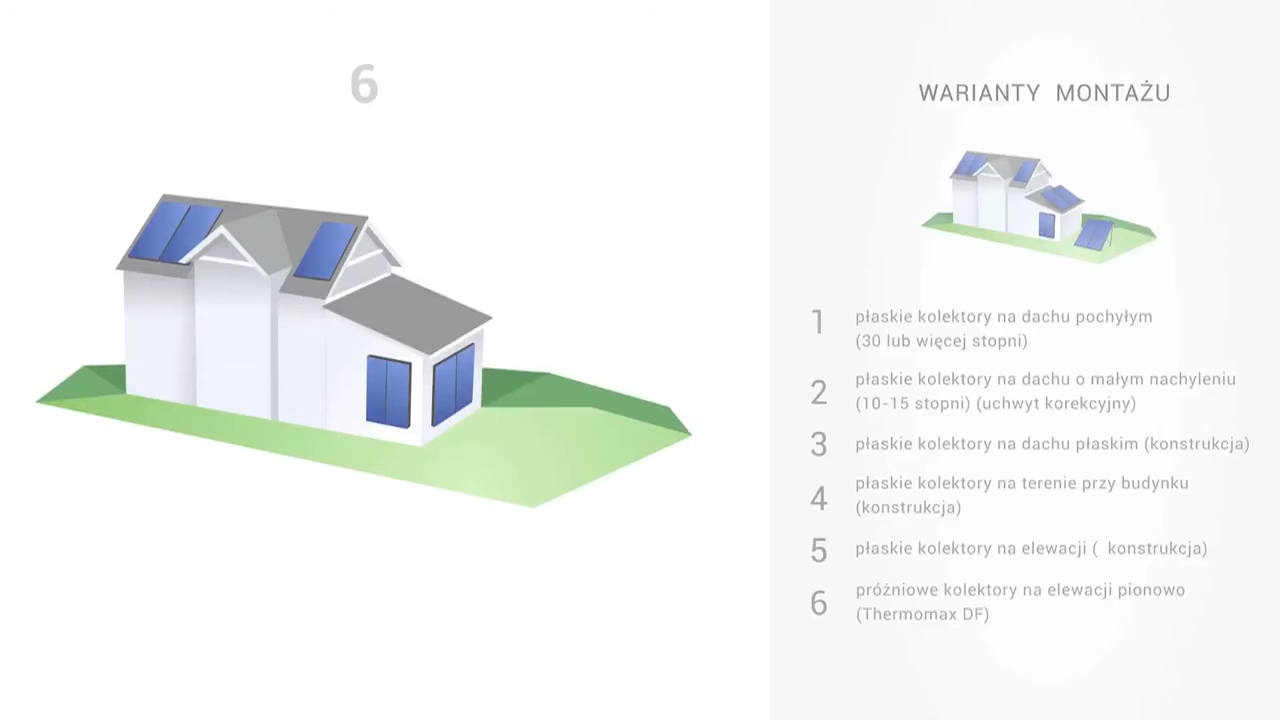 6
WARIANTY MONTAŻU
1 płaskie kolektory na dachu pochyłym
(30 lub więcej stopni)
2 płaskie kolektory na dachu o małym nachyleniu
(10-15 stopni) (uchwyt korekcyjny)
3 płaskie kolektory na dachu płaskim (konstrukcja)
4 płaskie kolektory na terenie przy budynku
(konstrukcja)
5 płaskie kolektory na elewacji ( konstrukcja)
6 próżniowe kolektory na elewacji pionowo
(Thermomax DF)